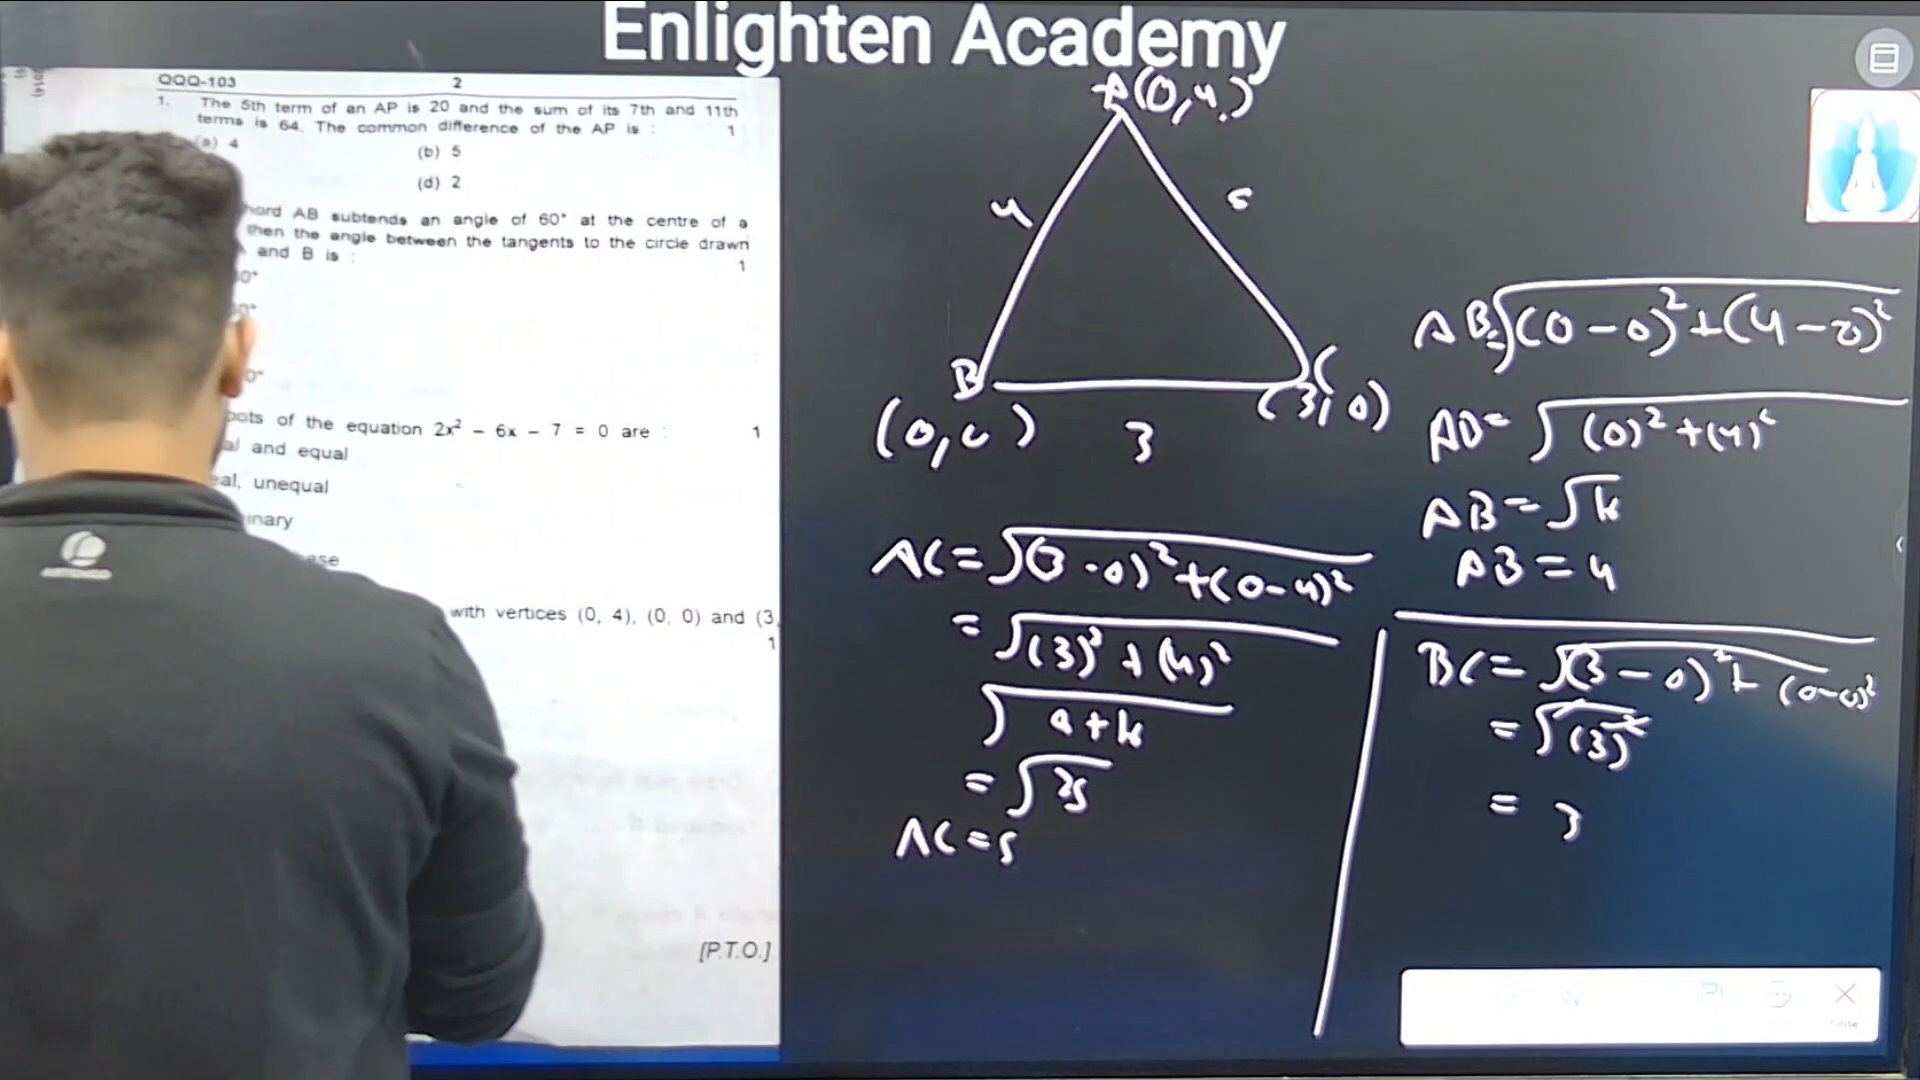 Enlighten Academy
QQQ-103 2
1. The 5th term of an AP is 20 and the sum of its 7th and 11th
terms is 64. The common difference of the AP is : 1
(a) 4 (b) 5
(d) 2
hord AB subtends an angle of 60° at the centre of a
then the angle between the tangents to the circle drawn
and B is : 1
0°
0°
0°
oots of the equation 2x² - 6x - 7 = 0 are : 1
al and equal
eal, unequal
inary
ese
with vertices (0, 4), (0, 0) and (3,
1
[P.T.O.]
A(0,4)
4 5
B C
(0,0) 3 (3,0)
AC = √(3-0)²+(0-4)²
= √(3)²+(4)²
√9+16
= √25
AC = 5
AB = √(0-0)²+(4-0)²
AB = √(0)²+(4)²
AB = √16
AB = 4
BC = √(3-0)²+(0-0)²
= √(3)²
= 3